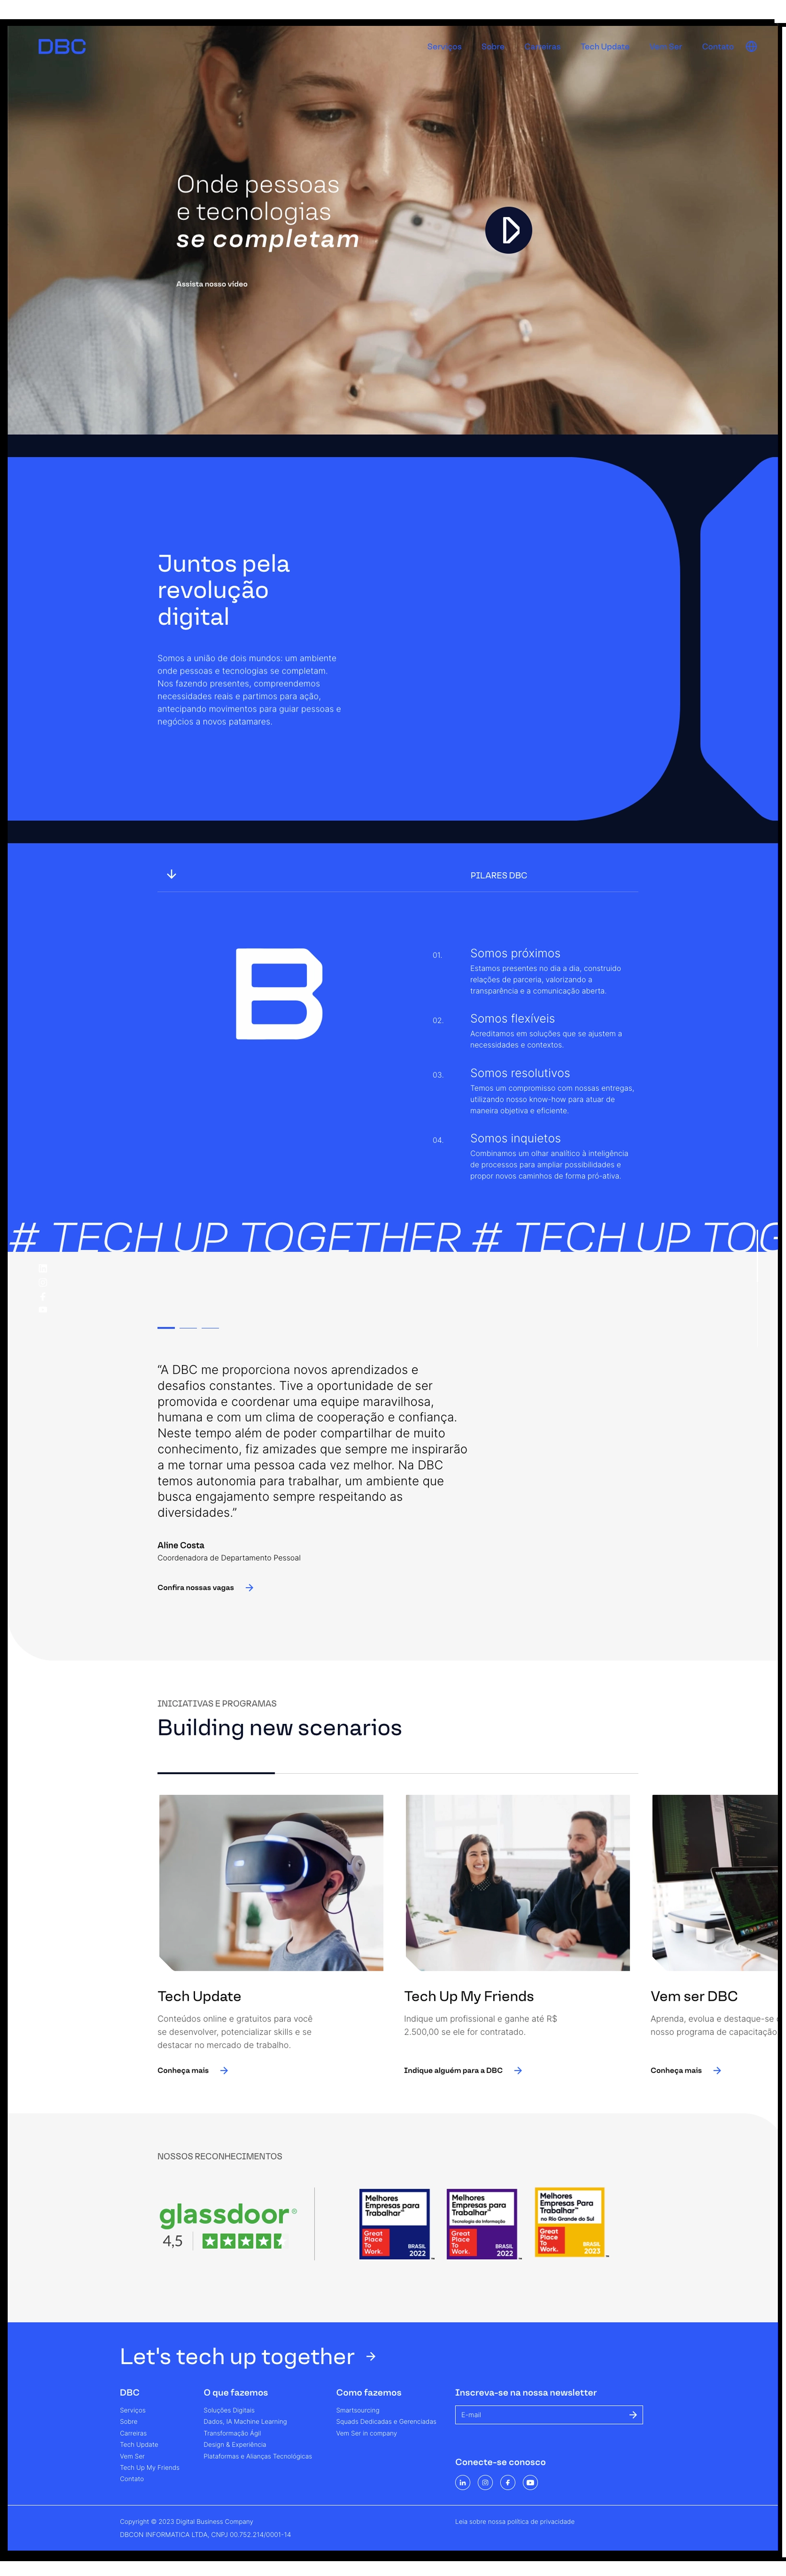 DBC
Serviços Sobre Carreiras Tech Update Vem Ser Contato
Onde pessoas
e tecnologias
se completam
Assista nosso vídeo
Juntos pela
revolução
digital
Somos a união de dois mundos: um ambiente
onde pessoas e tecnologias se completam.
Nos fazendo presentes, compreendemos
necessidades reais e partimos para ação,
antecipando movimentos para guiar pessoas e
negócios a novos patamares.
PILARES DBC
B
01. Somos próximos
Estamos presentes no dia a dia, construido
relações de parceria, valorizando a
transparência e a comunicação aberta.
02. Somos flexíveis
Acreditamos em soluções que se ajustem a
necessidades e contextos.
03. Somos resolutivos
Temos um compromisso com nossas entregas,
utilizando nosso know-how para atuar de
maneira objetiva e eficiente.
04. Somos inquietos
Combinamos um olhar analítico à inteligência
de processos para ampliar possibilidades e
propor novos caminhos de forma pró-ativa.
# TECH UP TOGETHER # TECH UP TOG
“A DBC me proporciona novos aprendizados e
desafios constantes. Tive a oportunidade de ser
promovida e coordenar uma equipe maravilhosa,
humana e com um clima de cooperação e confiança.
Neste tempo além de poder compartilhar de muito
conhecimento, fiz amizades que sempre me inspirarão
a me tornar uma pessoa cada vez melhor. Na DBC
temos autonomia para trabalhar, um ambiente que
busca engajamento sempre respeitando as
diversidades.”
Aline Costa
Coordenadora de Departamento Pessoal
Confira nossas vagas
INICIATIVAS E PROGRAMAS
Building new scenarios
Tech Update
Conteúdos online e gratuitos para você
se desenvolver, potencializar skills e se
destacar no mercado de trabalho.
Conheça mais
Tech Up My Friends
Indique um profissional e ganhe até R$
2.500,00 se ele for contratado.
Indique alguém para a DBC
Vem ser DBC
Aprenda, evolua e destaque-se
nosso programa de capacitação
Conheça mais
NOSSOS RECONHECIMENTOS
glassdoor®
4,5
Melhores
Empresas para
Trabalhar™
Great
Place
To
Work.
BRASIL
2022
Melhores
Empresas para
Trabalhar™
Tecnologia da Informação
Great
Place
To
Work.
BRASIL
2022
Melhores
Empresas Para
Trabalhar™
no Rio Grande do Sul
Great
Place
To
Work.
BRASIL
2023
Let's tech up together
DBC
Serviços
Sobre
Carreiras
Tech Update
Vem Ser
Tech Up My Friends
Contato
O que fazemos
Soluções Digitais
Dados, IA Machine Learning
Transformação Ágil
Design & Experiência
Plataformas e Alianças Tecnológicas
Como fazemos
Smartsourcing
Squads Dedicadas e Gerenciadas
Vem Ser in company
Inscreva-se na nossa newsletter
E-mail
Conecte-se conosco
Copyright © 2023 Digital Business Company
DBCON INFORMATICA LTDA, CNPJ 00.752.214/0001-14
Leia sobre nossa política de privacidade